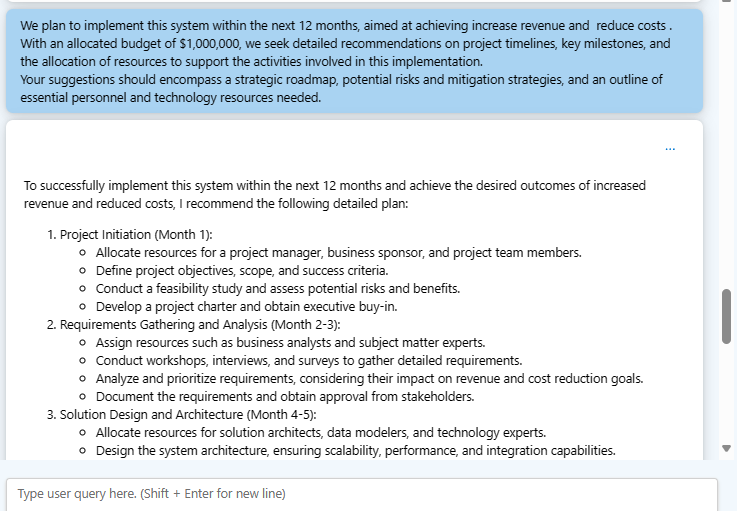 We plan to implement this system within the next 12 months, aimed at achieving increase revenue and reduce costs .
With an allocated budget of $1,000,000, we seek detailed recommendations on project timelines, key milestones, and
the allocation of resources to support the activities involved in this implementation.
Your suggestions should encompass a strategic roadmap, potential risks and mitigation strategies, and an outline of
essential personnel and technology resources needed.
...
To successfully implement this system within the next 12 months and achieve the desired outcomes of increased
revenue and reduced costs, I recommend the following detailed plan:
1. Project Initiation (Month 1):
o Allocate resources for a project manager, business sponsor, and project team members.
o Define project objectives, scope, and success criteria.
o Conduct a feasibility study and assess potential risks and benefits.
o Develop a project charter and obtain executive buy-in.
2. Requirements Gathering and Analysis (Month 2-3):
o Assign resources such as business analysts and subject matter experts.
o Conduct workshops, interviews, and surveys to gather detailed requirements.
o Analyze and prioritize requirements, considering their impact on revenue and cost reduction goals.
o Document the requirements and obtain approval from stakeholders.
3. Solution Design and Architecture (Month 4-5):
o Allocate resources for solution architects, data modelers, and technology experts.
o Design the system architecture, ensuring scalability, performance, and integration capabilities.
Type user query here. (Shift + Enter for new line)